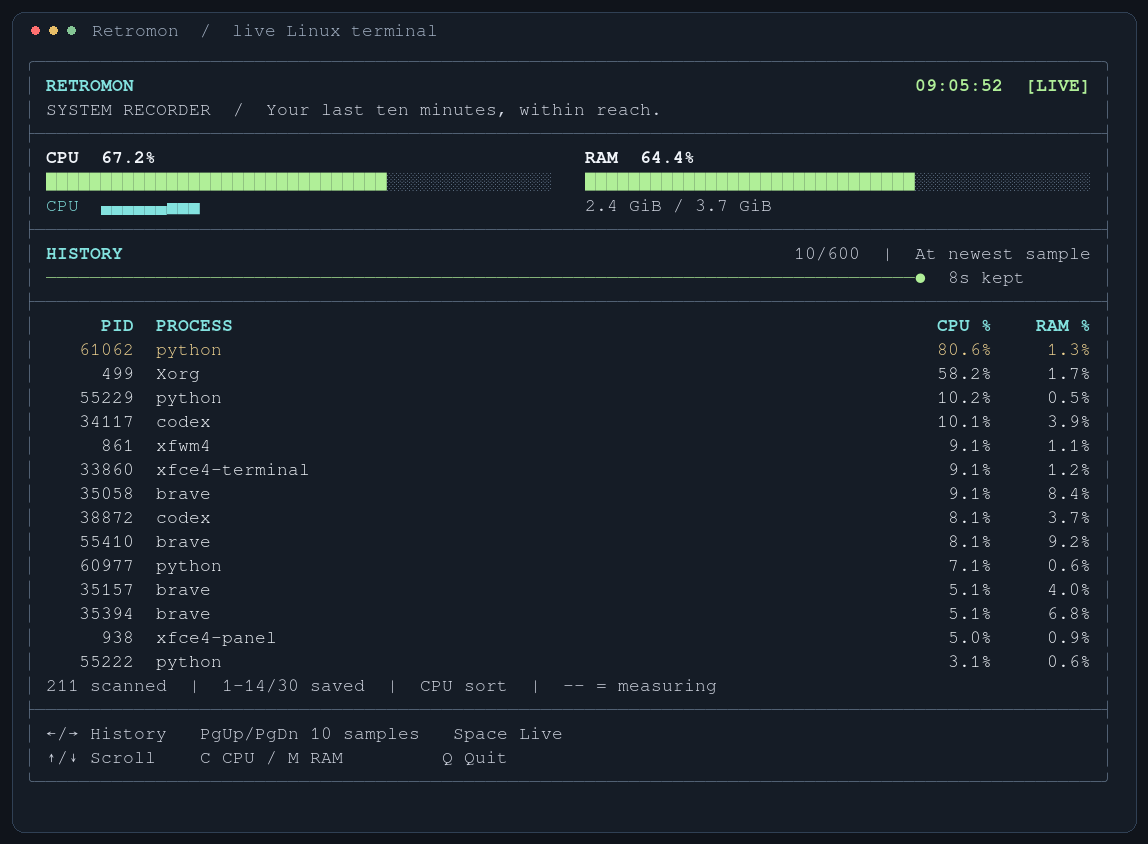 Retromon / live Linux terminal
RETROMON 09:05:52 [LIVE]
SYSTEM RECORDER / Your last ten minutes, within reach.
CPU 67.2% RAM 64.4%
CPU 2.4 GiB / 3.7 GiB
HISTORY 10/600 | At newest sample
8s kept
PID PROCESS CPU % RAM %
61062 python 80.6% 1.3%
499 Xorg 58.2% 1.7%
55229 python 10.2% 0.5%
34117 codex 10.1% 3.9%
861 xfwm4 9.1% 1.1%
33860 xfce4-terminal 9.1% 1.2%
35058 brave 9.1% 8.4%
38872 codex 8.1% 3.7%
55410 brave 8.1% 9.2%
60977 python 7.1% 0.6%
35157 brave 5.1% 4.0%
35394 brave 5.1% 6.8%
938 xfce4-panel 5.0% 0.9%
55222 python 3.1% 0.6%
211 scanned | 1-14/30 saved | CPU sort | -- = measuring
←/→ History PgUp/PgDn 10 samples Space Live
↑/↓ Scroll C CPU / M RAM Q Quit